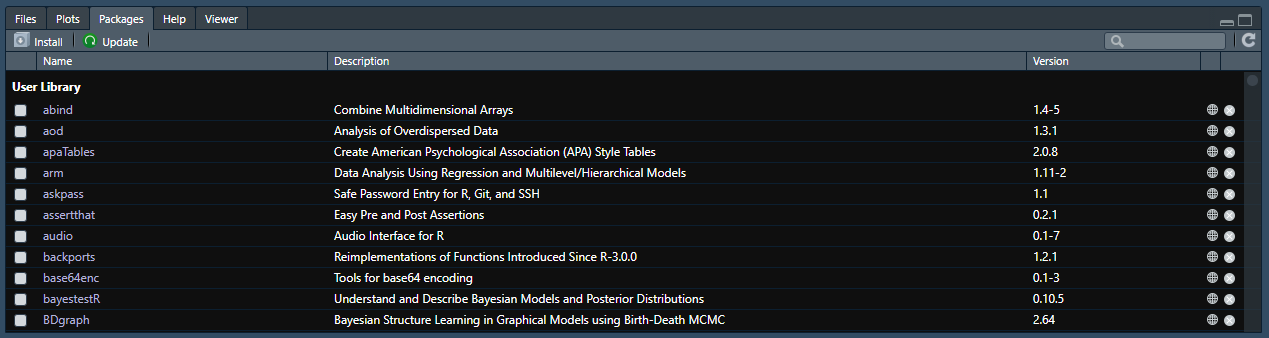 Files Plots Packages Help Viewer
Install Update
Name Description Version
User Library
abind Combine Multidimensional Arrays 1.4-5
aod Analysis of Overdispersed Data 1.3.1
apaTables Create American Psychological Association (APA) Style Tables 2.0.8
arm Data Analysis Using Regression and Multilevel/Hierarchical Models 1.11-2
askpass Safe Password Entry for R, Git, and SSH 1.1
assertthat Easy Pre and Post Assertions 0.2.1
audio Audio Interface for R 0.1-7
backports Reimplementations of Functions Introduced Since R-3.0.0 1.2.1
base64enc Tools for base64 encoding 0.1-3
bayestestR Understand and Describe Bayesian Models and Posterior Distributions 0.10.5
BDgraph Bayesian Structure Learning in Graphical Models using Birth-Death MCMC 2.64